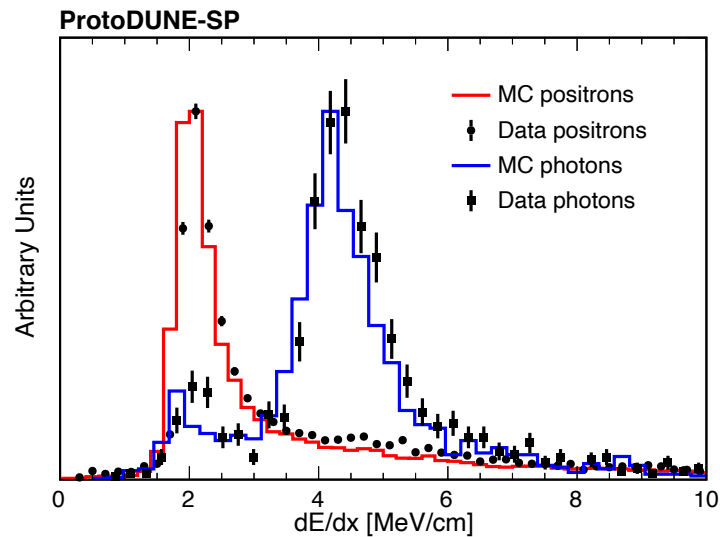 ProtoDUNE-SP
MC positrons
Data positrons
MC photons
Data photons
Arbitrary Units
0 2 4 6 8 10
dE/dx [MeV/cm]